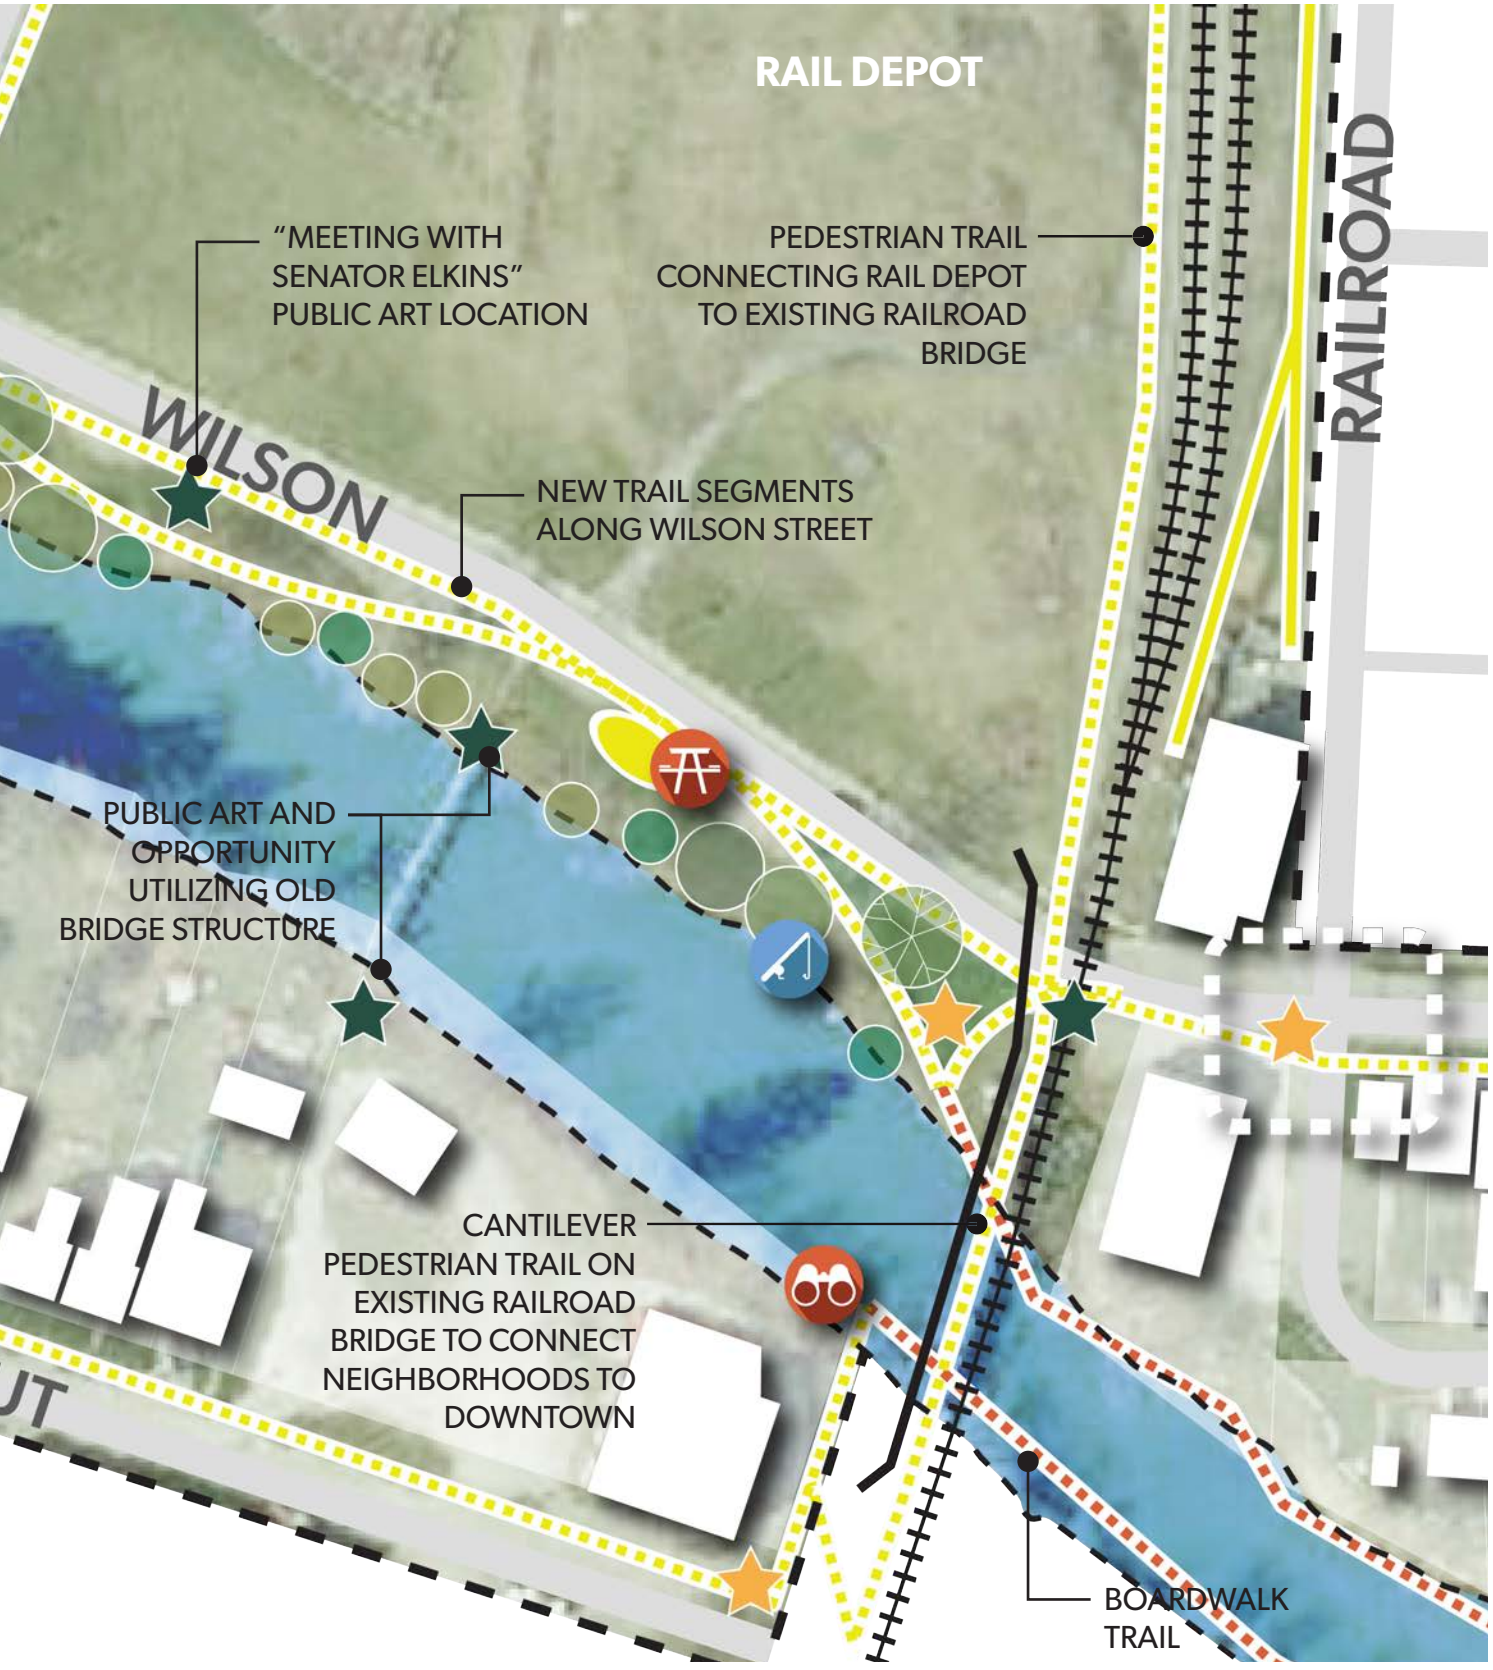 RAIL DEPOT
RAILROAD
“MEETING WITH
SENATOR ELKINS”
PUBLIC ART LOCATION
PEDESTRIAN TRAIL
CONNECTING RAIL DEPOT
TO EXISTING RAILROAD
BRIDGE
WILSON
NEW TRAIL SEGMENTS
ALONG WILSON STREET
PUBLIC ART AND
OPPORTUNITY
UTILIZING OLD
BRIDGE STRUCTURE
CANTILEVER
PEDESTRIAN TRAIL ON
EXISTING RAILROAD
BRIDGE TO CONNECT
NEIGHBORHOODS TO
DOWNTOWN
UT
BOARDWALK
TRAIL